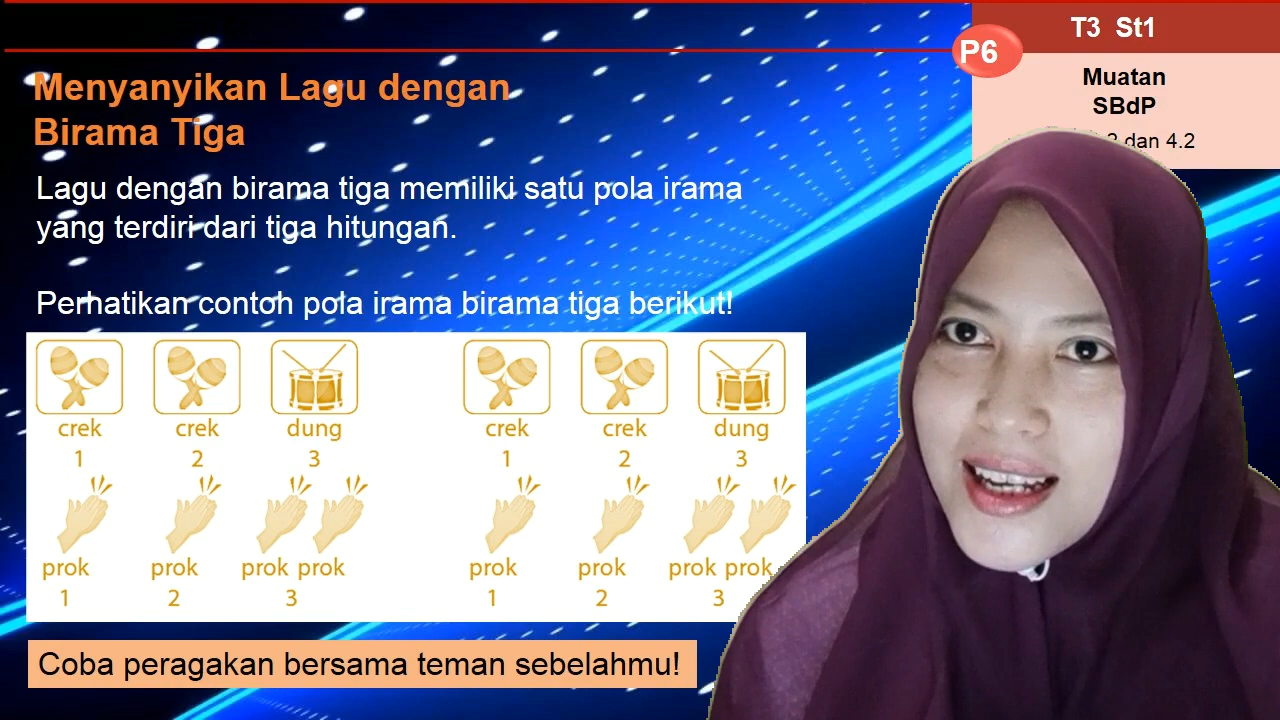 T3 St1
P6
Muatan
SBdP
dan 4.2
Menyanyikan Lagu dengan
Birama Tiga
Lagu dengan birama tiga memiliki satu pola irama
yang terdiri dari tiga hitungan.
Perhatikan contoh pola irama birama tiga berikut!
crek crek dung crek crek dung
1 2 3 1 2 3
prok prok prok prok prok prok prok prok
1 2 3 1 2 3
Coba peragakan bersama teman sebelahmu!